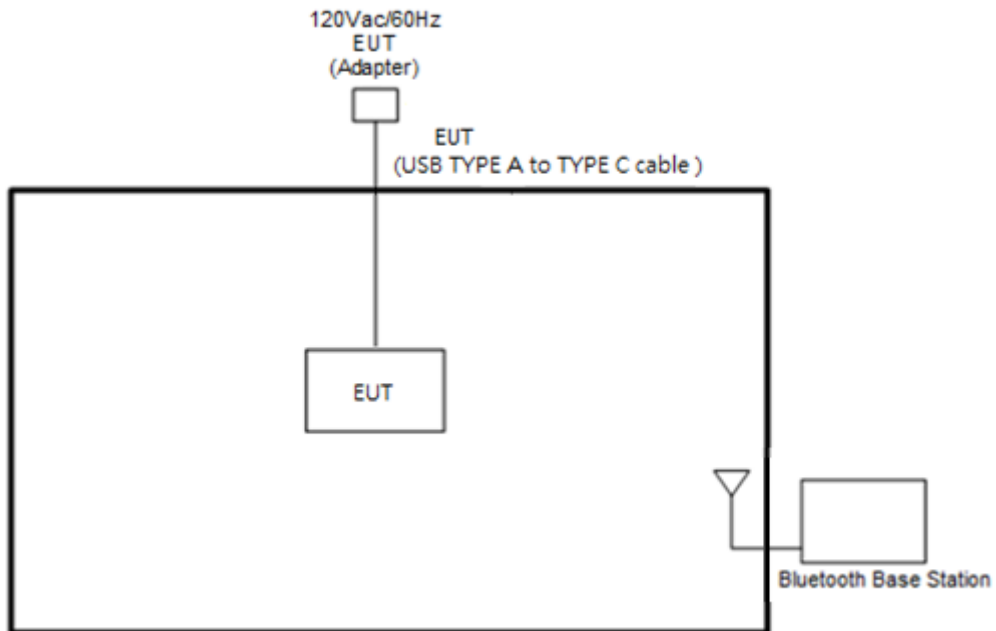 120Vac/60Hz
EUT
(Adapter)
EUT
(USB TYPE A to TYPE C cable )
EUT
Bluetooth Base Station